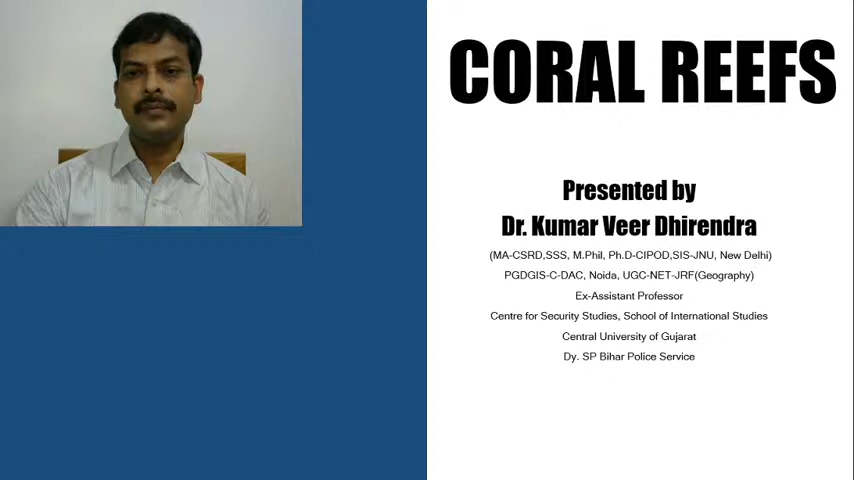 CORAL REEFS
Presented by
Dr. Kumar Veer Dhirendra
(MA-CSRD,SSS, M.Phil, Ph.D-CIPOD,SIS-JNU, New Delhi)
PGDGIS-C-DAC, Noida, UGC-NET-JRF(Geography)
Ex-Assistant Professor
Centre for Security Studies, School of International Studies
Central University of Gujarat
Dy. SP Bihar Police Service